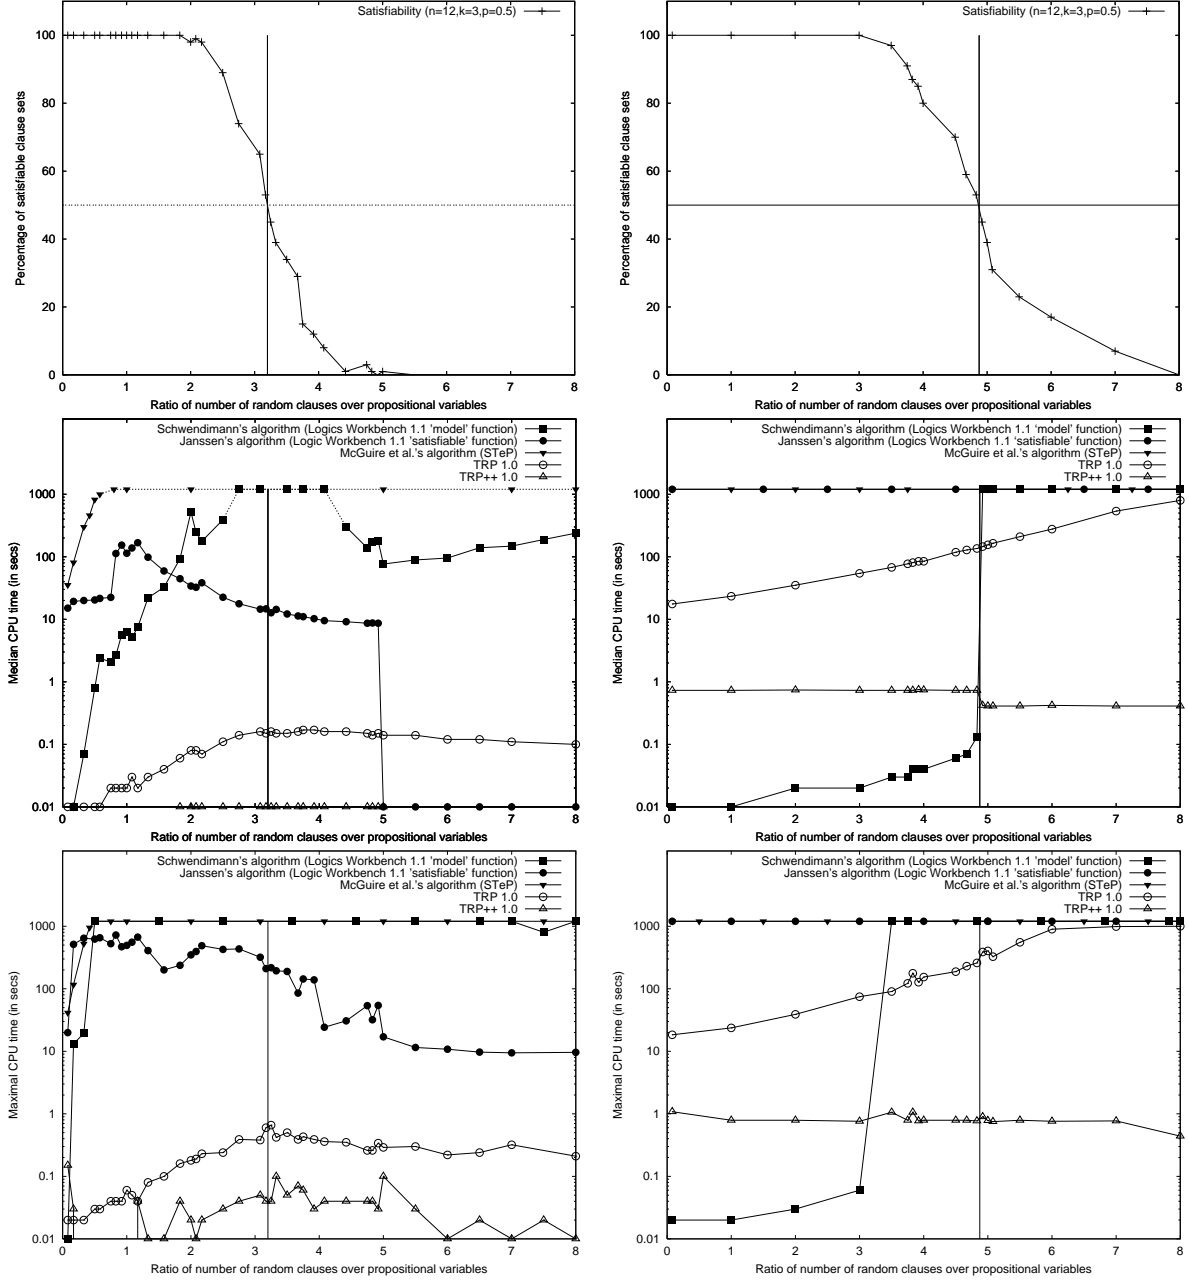 Satisfiability (n=12,k=3,p=0.5)
100
80
60
40
20
0
Percentage of satisfiable clause sets
0 1 2 3 4 5 6 7 8
Ratio of number of random clauses over propositional variables
Satisfiability (n=12,k=3,p=0.5)
100
80
60
40
20
0
Percentage of satisfiable clause sets
0 1 2 3 4 5 6 7 8
Ratio of number of random clauses over propositional variables
Schwendimann's algorithm (Logics Workbench 1.1 'model' function)
Janssen's algorithm (Logic Workbench 1.1 'satisfiable' function)
McGuire et al.'s algorithm (STeP)
TRP 1.0
TRP++ 1.0
1000
100
10
1
0.1
0.01
Median CPU time (in secs)
0 1 2 3 4 5 6 7 8
Ratio of number of random clauses over propositional variables
Schwendimann's algorithm (Logics Workbench 1.1 'model' function)
Janssen's algorithm (Logics Workbench 1.1 'satisfiable' function)
McGuire et al.'s algorithm (STeP)
TRP 1.0
TRP++ 1.0
1000
100
10
1
0.1
0.01
Median CPU time (in secs)
0 1 2 3 4 5 6 7 8
Ratio of number of random clauses over propositional variables
Schwendimann's algorithm (Logics Workbench 1.1 'model' function)
Janssen's algorithm (Logic Workbench 1.1 'satisfiable' function)
McGuire et al.'s algorithm (STeP)
TRP 1.0
TRP++ 1.0
1000
100
10
1
0.1
0.01
Maximal CPU time (in secs)
0 1 2 3 4 5 6 7 8
Ratio of number of random clauses over propositional variables
Schwendimann's algorithm (Logics Workbench 1.1 'model' function)
Janssen's algorithm (Logic Workbench 1.1 'satisfiable' function)
McGuire et al.'s algorithm (STeP)
TRP 1.0
TRP++ 1.0
1000
100
10
1
0.1
0.01
Maximal CPU time (in secs)
0 1 2 3 4 5 6 7 8
Ratio of number of random clauses over propositional variables